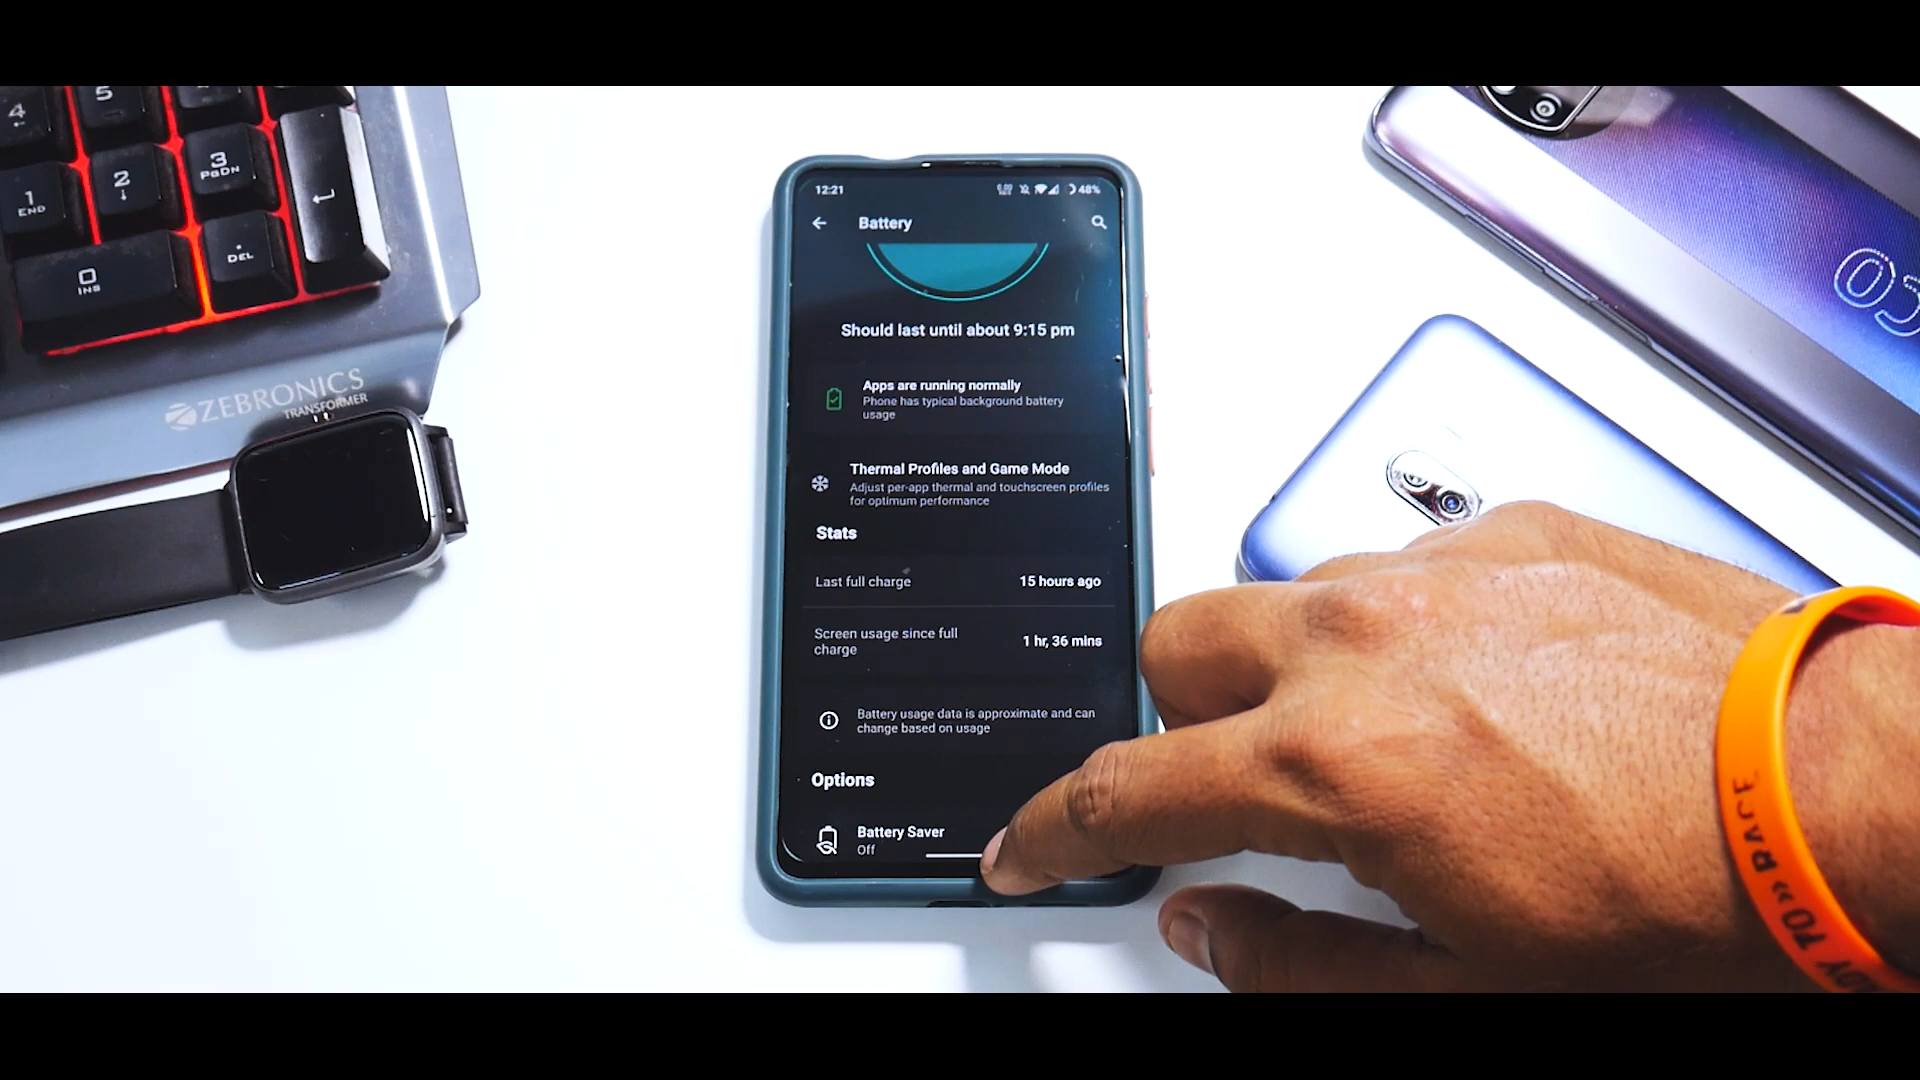 4
5
1
END
2
3
PgDn
0
INS
.
DEL
ZEBRONICS
TRANSFORMER
12:21
48%
Battery
Should last until about 9:15 pm
Apps are running normally
Phone has typical background battery
usage
Thermal Profiles and Game Mode
Adjust per-app thermal and touchscreen profiles
for optimum performance
Stats
Last full charge
15 hours ago
Screen usage since full
charge
1 hr, 36 mins
Battery usage data is approximate and can
change based on usage
Options
Battery Saver
Off
03
TO » RACE